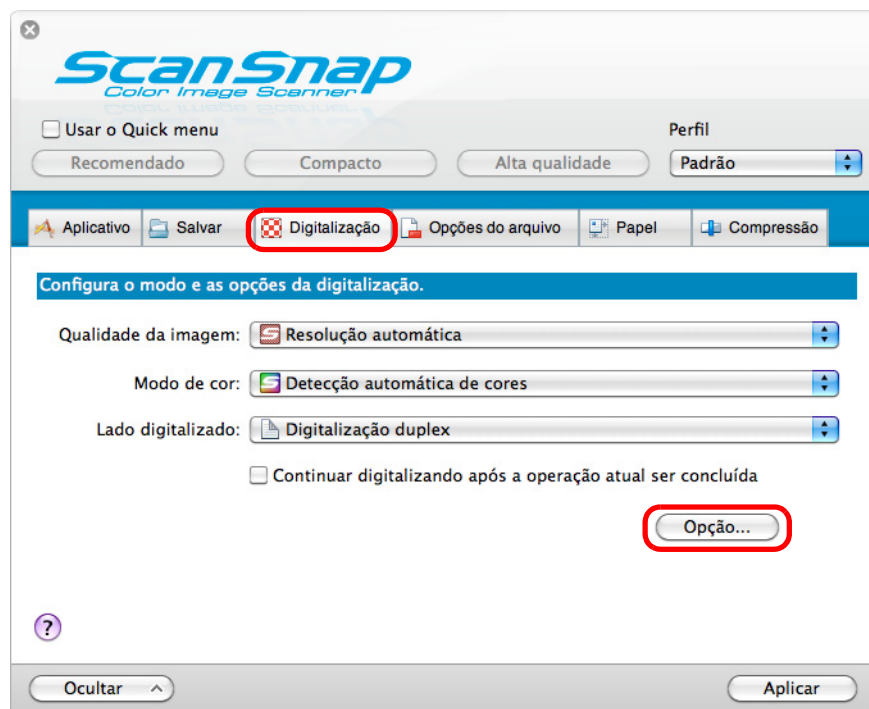 ScanSnap
Color Image Scanner
Usar o Quick menu
Perfil
Recomendado
Compacto
Alta qualidade
Padrão
Aplicativo
Salvar
Digitalização
Opções do arquivo
Papel
Compressão
Configura o modo e as opções da digitalização.
Qualidade da imagem: Resolução automática
Modo de cor: Detecção automática de cores
Lado digitalizado: Digitalização duplex
Continuar digitalizando após a operação atual ser concluída
Opção...
?
Ocultar
Aplicar